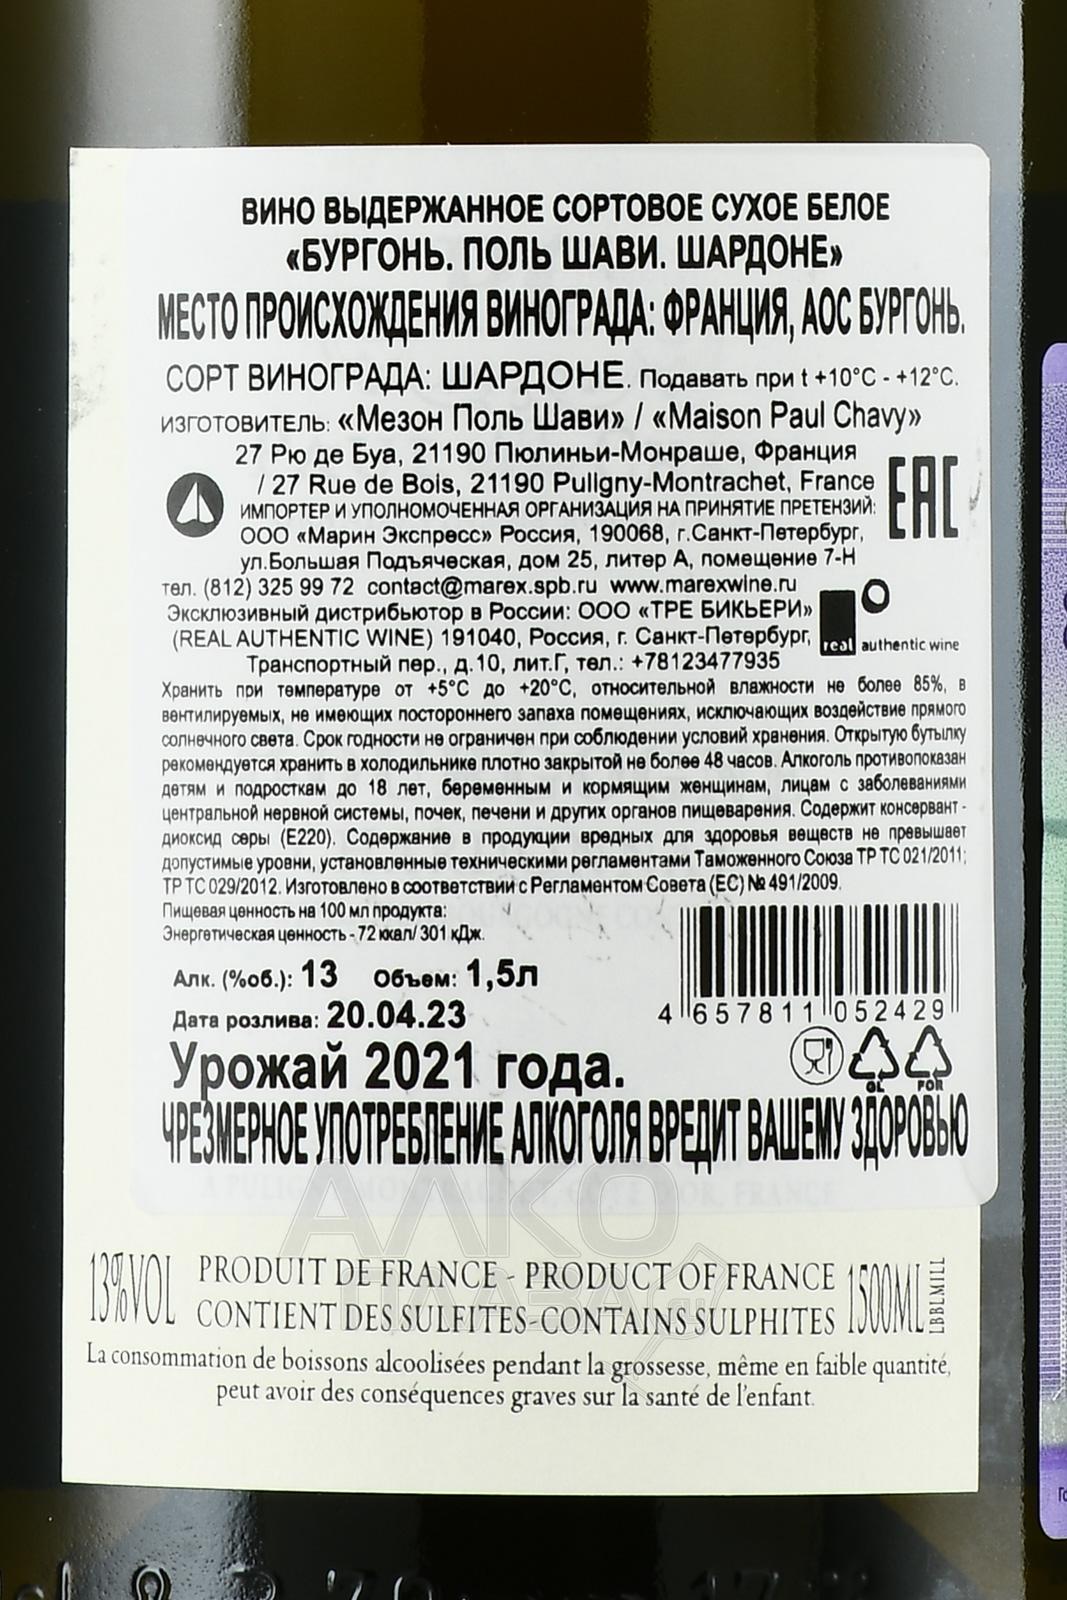 ВИНО ВЫДЕРЖАННОЕ СОРТОВОЕ СУХОЕ БЕЛОЕ
«БУРГОНЬ. ПОЛЬ ШАВИ. ШАРДОНЕ»
МЕСТО ПРОИСХОЖДЕНИЯ ВИНОГРАДА: ФРАНЦИЯ, АОС БУРГОНЬ.
СОРТ ВИНОГРАДА: ШАРДОНЕ. Подавать при t +10°С - +12°С.
ИЗГОТОВИТЕЛЬ: «Мезон Поль Шави» / «Maison Paul Chavy»
27 Рю де Буа, 21190 Пюлиньи-Монраше, Франция
/ 27 Rue de Bois, 21190 Puligny-Montrachet, France
EAC
ИМПОРТЕР И УПОЛНОМОЧЕННАЯ ОРГАНИЗАЦИЯ НА ПРИНЯТИЕ ПРЕТЕНЗИЙ:
ООО «Марин Экспресс» Россия, 190068, г.Санкт-Петербург,
ул.Большая Подъяческая, дом 25, литер А, помещение 7-Н
тел. (812) 325 99 72 contact@marex.spb.ru www.marexwine.ru
Эксклюзивный дистрибьютор в России: ООО «ТРЕ БИКЬЕРИ»
(REAL AUTHENTIC WINE) 191040, Россия, г. Санкт-Петербург,
real authentic wine
Транспортный пер., д.10, лит.Г, тел.: +78123477935
Хранить при температуре от +5°С до +20°С, относительной влажности не более 85%, в
вентилируемых, не имеющих постороннего запаха помещениях, исключающих воздействие прямого
солнечного света. Срок годности не ограничен при соблюдении условий хранения. Открытую бутылку
рекомендуется хранить в холодильнике плотно закрытой не более 48 часов. Алкоголь противопоказан
детям и подросткам до 18 лет, беременным и кормящим женщинам, лицам с заболеваниями
центральной нервной системы, почек, печени и других органов пищеварения. Содержит консервант -
диоксид серы (Е220). Содержание в продукции вредных для здоровья веществ не превышает
допустимые уровни, установленные техническими регламентами Таможенного Союза ТР ТС 021/2011;
ТР ТС 029/2012. Изготовлено в соответствии с Регламентом Совета (ЕС) № 491/2009.
Пищевая ценность на 100 мл продукта:
Энергетическая ценность - 72 ккал/ 301 кДж.
Алк. (%об.): 13 Объем: 1,5л
4 657811 052429
Дата розлива: 20.04.23
Урожай 2021 года.
GL FOR
ЧРЕЗМЕРНОЕ УПОТРЕБЛЕНИЕ АЛКОГОЛЯ ВРЕДИТ ВАШЕМУ ЗДОРОВЬЮ
АЛКО
ПЛАЗА.ru
13%VOL PRODUIT DE FRANCE - PRODUCT OF FRANCE 1500ML LBBLMILL
CONTIENT DES SULFITES-CONTAINS SULPHITES
La consommation de boissons alcoolisées pendant la grossesse, même en faible quantité,
peut avoir des conséquences graves sur la santé de l'enfant.